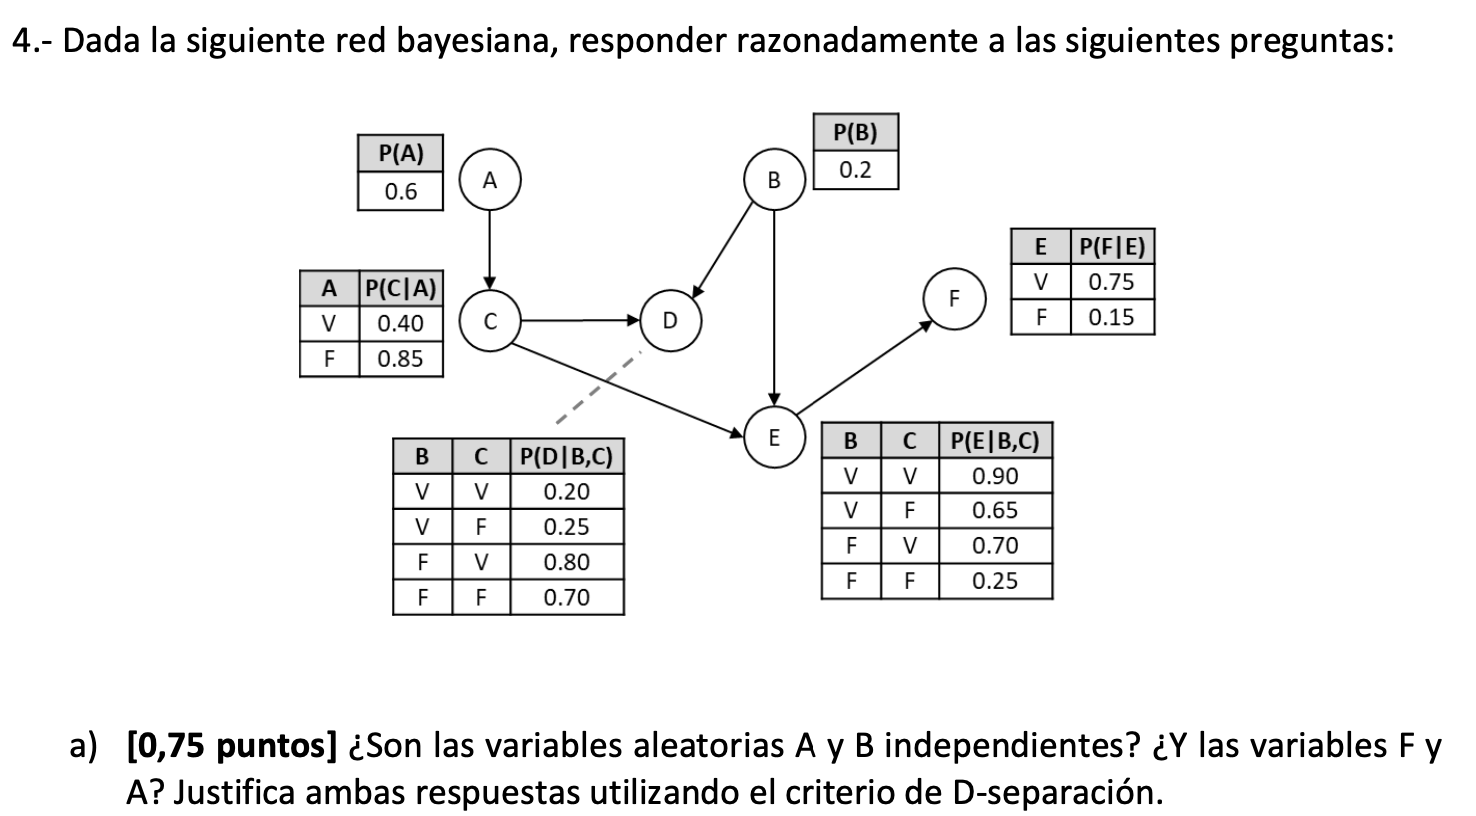 4.- Dada la siguiente red bayesiana, responder razonadamente a las siguientes preguntas:
P(A)
0.6
A
B
P(B)
0.2
A P(C|A)
V 0.40
F 0.85
C
D
F
E P(F|E)
V 0.75
F 0.15
E
B C P(D|B,C)
V V 0.20
V F 0.25
F V 0.80
F F 0.70
B C P(E|B,C)
V V 0.90
V F 0.65
F V 0.70
F F 0.25
a) [0,75 puntos] ¿Son las variables aleatorias A y B independientes? ¿Y las variables F y
A? Justifica ambas respuestas utilizando el criterio de D-separación.